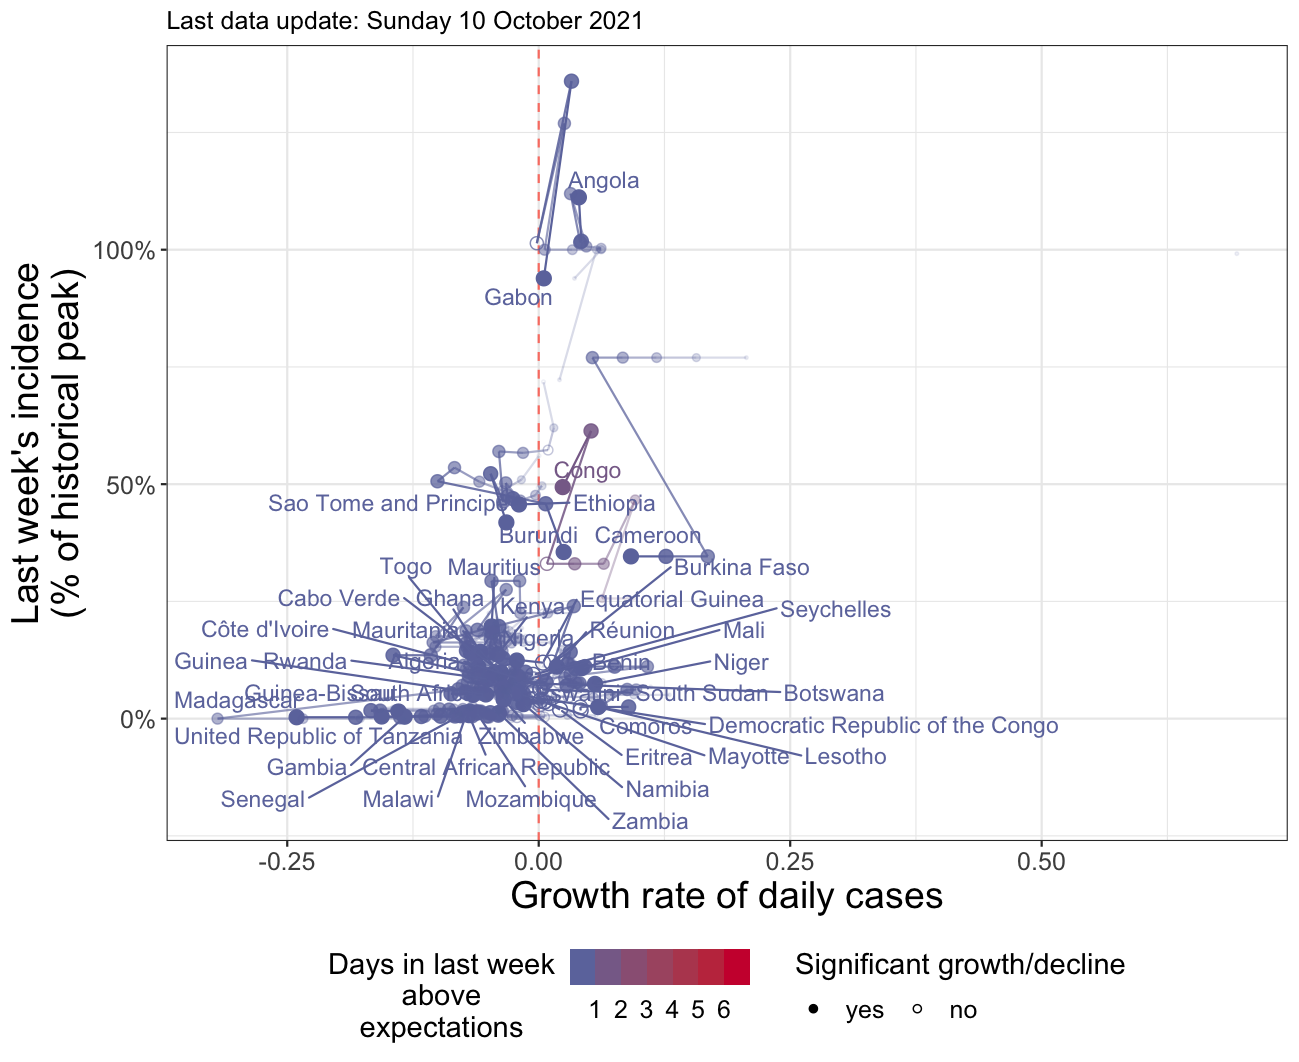 Last data update: Sunday 10 October 2021
Last week's incidence
(% of historical peak)
100%
50%
0%
Angola
Gabon
Congo
Sao Tome and Principe
Ethiopia
Burundi
Cameroon
Togo
Mauritius
Burkina Faso
Cabo Verde
Ghana
Kenya
Equatorial Guinea
Seychelles
Côte d'Ivoire
Mauritania
Nigeria
Réunion
Mali
Guinea
Rwanda
Algeria
Benin
Niger
Madagascar
Guinea-Bissau
South Africa
Eswatini
South Sudan
Botswana
United Republic of Tanzania
Zimbabwe
Comoros
Democratic Republic of the Congo
Gambia
Central African Republic
Eritrea
Mayotte
Lesotho
Senegal
Malawi
Mozambique
Namibia
Zambia
-0.25
0.00
0.25
0.50
Growth rate of daily cases
Days in last week
above
expectations
1 2 3 4 5 6
Significant growth/decline
yes
no